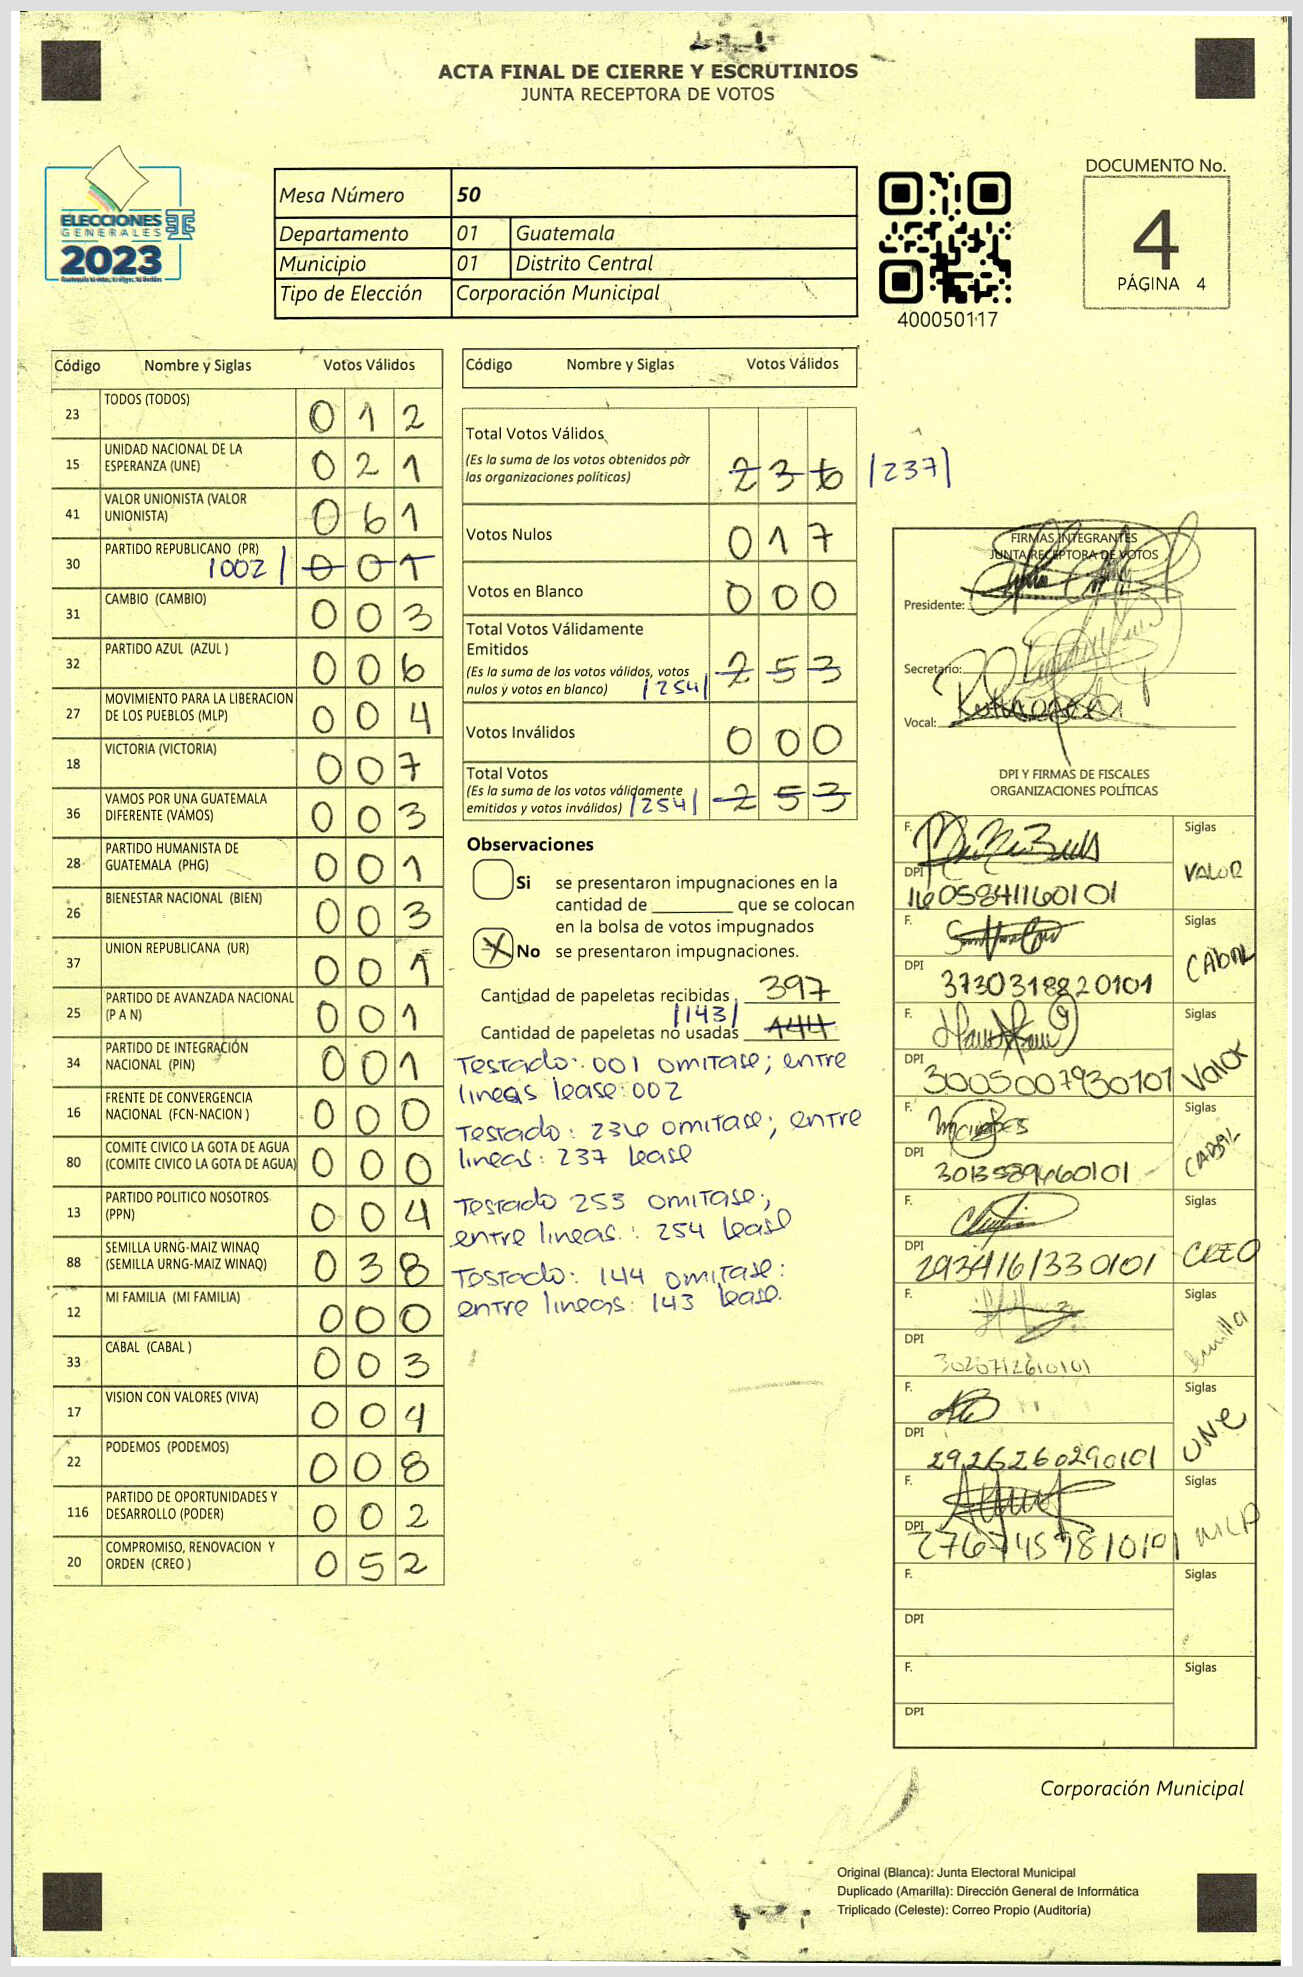 ACTA FINAL DE CIERRE Y ESCRUTINIOS
JUNTA RECEPTORA DE VOTOS
ELECCIONES
GENERALES
2023
Mesa Número 50
Departamento 01 Guatemala
Municipio 01 Distrito Central
Tipo de Elección Corporación Municipal
400050117
DOCUMENTO No.
4
PÁGINA 4
Código Nombre y Siglas Votos Válidos
23 TODOS (TODOS) 0 1 2
15 UNIDAD NACIONAL DE LA
ESPERANZA (UNE) 0 2 1
41 VALOR UNIONISTA (VALOR
UNIONISTA) 0 6 1
30 PARTIDO REPUBLICANO (PR)
/002/ 0 0 1
31 CAMBIO (CAMBIO) 0 0 3
32 PARTIDO AZUL (AZUL ) 0 0 6
27 MOVIMIENTO PARA LA LIBERACION
DE LOS PUEBLOS (MLP) 0 0 4
18 VICTORIA (VICTORIA) 0 0 7
36 VAMOS POR UNA GUATEMALA
DIFERENTE (VAMOS) 0 0 3
28 PARTIDO HUMANISTA DE
GUATEMALA (PHG) 0 0 1
26 BIENESTAR NACIONAL (BIEN) 0 0 3
37 UNION REPUBLICANA (UR) 0 0 1
25 PARTIDO DE AVANZADA NACIONAL
(P A N) 0 0 1
34 PARTIDO DE INTEGRACIÓN
NACIONAL (PIN) 0 0 1
16 FRENTE DE CONVERGENCIA
NACIONAL (FCN-NACION ) 0 0 0
80 COMITE CIVICO LA GOTA DE AGUA
(COMITE CIVICO LA GOTA DE AGUA) 0 0 0
13 PARTIDO POLITICO NOSOTROS
(PPN) 0 0 4
88 SEMILLA URNG-MAIZ WINAQ
(SEMILLA URNG-MAIZ WINAQ) 0 3 8
12 MI FAMILIA (MI FAMILIA) 0 0 0
33 CABAL (CABAL ) 0 0 3
17 VISION CON VALORES (VIVA) 0 0 4
22 PODEMOS (PODEMOS) 0 0 8
116 PARTIDO DE OPORTUNIDADES Y
DESARROLLO (PODER) 0 0 2
20 COMPROMISO, RENOVACION Y
ORDEN (CREO ) 0 5 2
Código Nombre y Siglas Votos Válidos
Total Votos Válidos
(Es la suma de los votos obtenidos por
las organizaciones políticas) 2 3 6 /237/
Votos Nulos 0 1 7
Votos en Blanco 0 0 0
Total Votos Válidamente
Emitidos
(Es la suma de los votos válidos, votos
nulos y votos en blanco) /254/ 2 5 3
Votos Inválidos 0 0 0
Total Votos
(Es la suma de los votos válidamente
emitidos y votos inválidos) /254/ 2 5 3
Observaciones
Si se presentaron impugnaciones en la
cantidad de ________ que se colocan
en la bolsa de votos impugnados
X No se presentaron impugnaciones.
Cantidad de papeletas recibidas 397
/143/
Cantidad de papeletas no usadas 144
Testado: 001 omitase; entre
lineas lease: 002
Testado: 236 omitase; entre
lineas: 237 lease
Testado 253 omitase;
entre lineas.: 254 lease
Testado: 144 omitase:
entre lineas: 143 lease.
FIRMAS INTEGRANTES
JUNTA RECEPTORA DE VOTOS
Presidente:
Secretario:
Vocal:
DPI Y FIRMAS DE FISCALES
ORGANIZACIONES POLÍTICAS
F. Siglas
VALOR
DPI
1605841160101
F. Siglas
CABAL
DPI
3730318820101
F. Siglas
Valor
DPI
3005007930101
F. Siglas
CABAL
DPI
3013589460101
F. Siglas
CREO
DPI
2934161330101
F. Siglas
Semilla
DPI
3026712610101
F. Siglas
UNE
DPI
2926260290101
F. Siglas
MLP
DPI
2767457810101
F. Siglas
DPI
F. Siglas
DPI
Corporación Municipal
Original (Blanca): Junta Electoral Municipal
Duplicado (Amarilla): Dirección General de Informática
Triplicado (Celeste): Correo Propio (Auditoría)